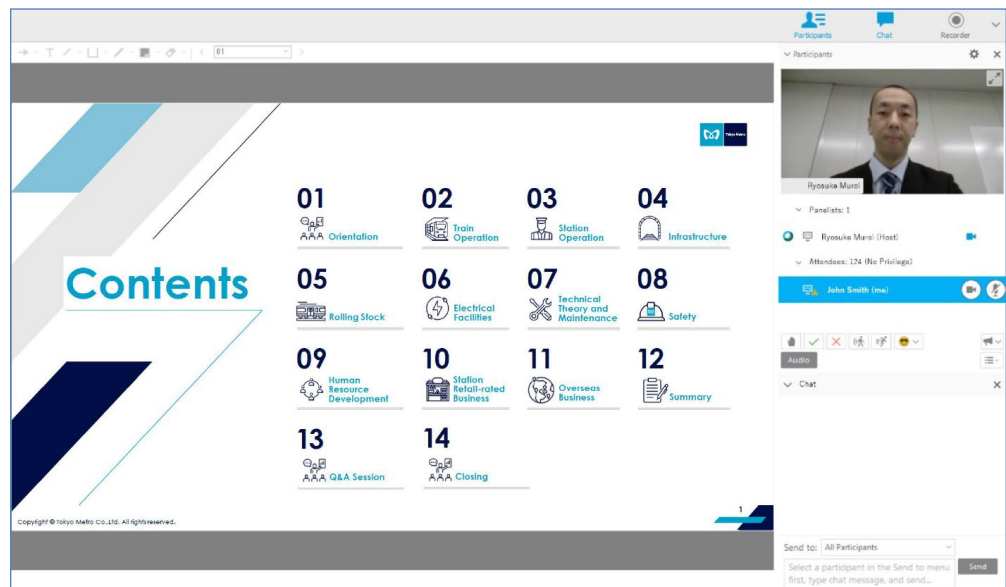 Participants
Chat
Recorder
T
01
Participants
Tokyo Metro
Contents
01
Orientation
02
Train
Operation
03
Station
Operation
04
Infrastructure
05
Rolling Stock
06
Electrical
Facilities
07
Technical
Theory and
Maintenance
08
Safety
09
Human
Resource
Development
10
Station
Retail-rated
Business
11
Overseas
Business
12
Summary
13
Q&A Session
14
Closing
Copyright © Tokyo Metro Co.,Ltd. All rights reserved.
1
Ryosuke Muroi
Panelists: 1
Ryosuke Muroi (Host)
Attendees: 124 (No Privilege)
John Smith (me)
Audio
Chat
Send to: All Participants
Select a participant in the Send to menu
first, type chat message, and send...
Send